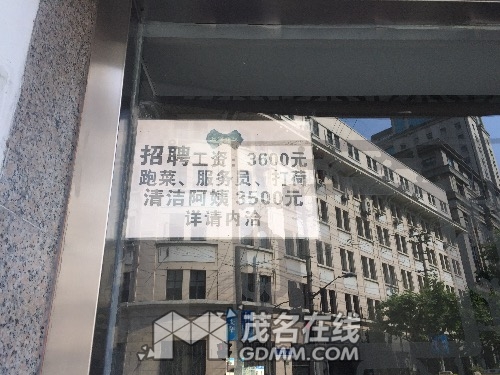 招聘工资：3600元
跑菜、服务员、打荷
清洁阿姨3500元
详请内洽
茂名在线
GDMM.COM